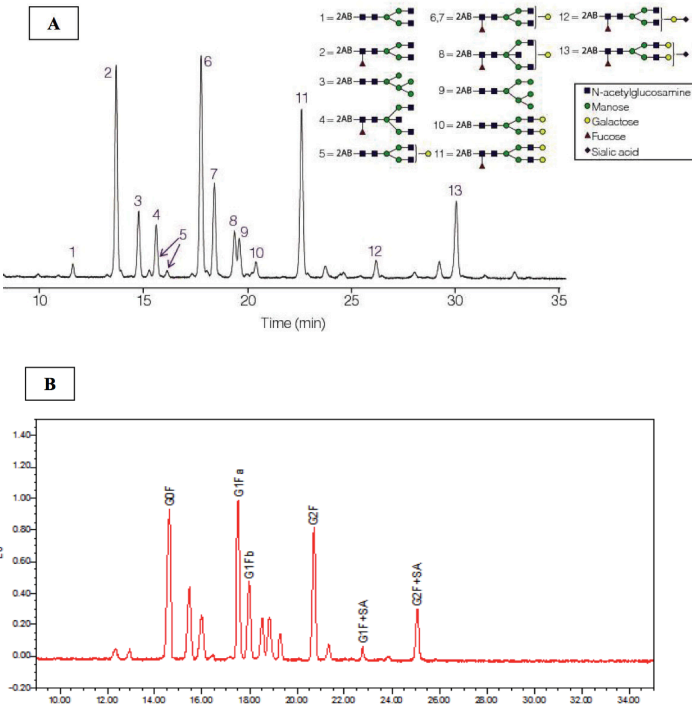 A
1 = 2AB
2 = 2AB
3 = 2AB
4 = 2AB
5 = 2AB
6,7 = 2AB
8 = 2AB
9 = 2AB
10 = 2AB
11 = 2AB
12 = 2AB
13 = 2AB
N-acetylglucosamine
Manose
Galactose
Fucose
Sialic acid
1
2
3
4
5
6
7
8
9
10
11
12
13
10 15 20 25 30 35
Time (min)
B
1.40
1.20
1.00
0.80
0.60
0.40
0.20
0.00
-0.20
G0F
G1Fa
G1Fb
G2F
G1F+SA
G2F+SA
10.00 12.00 14.00 16.00 18.00 20.00 22.00 24.00 26.00 28.00 30.00 32.00 34.00